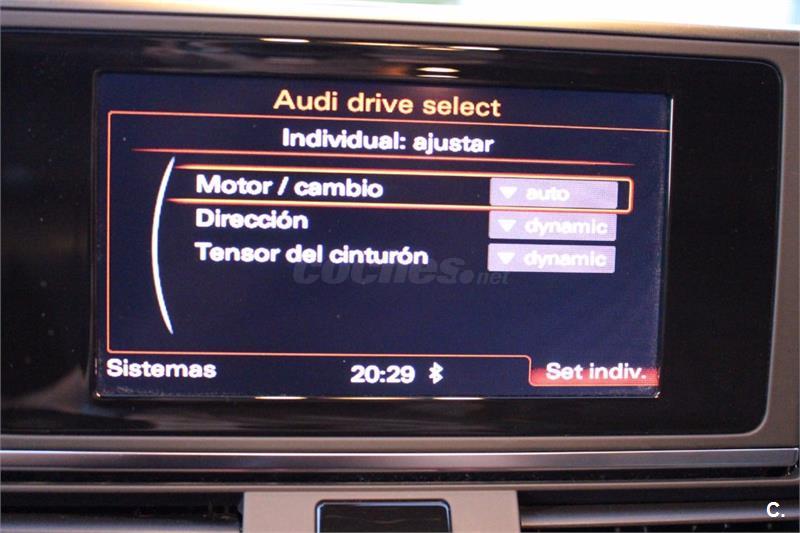 Audi drive select
Individual: ajustar
Motor / cambio auto
Dirección dynamic
Tensor del cinturón dynamic
coches.net
Sistemas 20:29 Set indiv.
C.